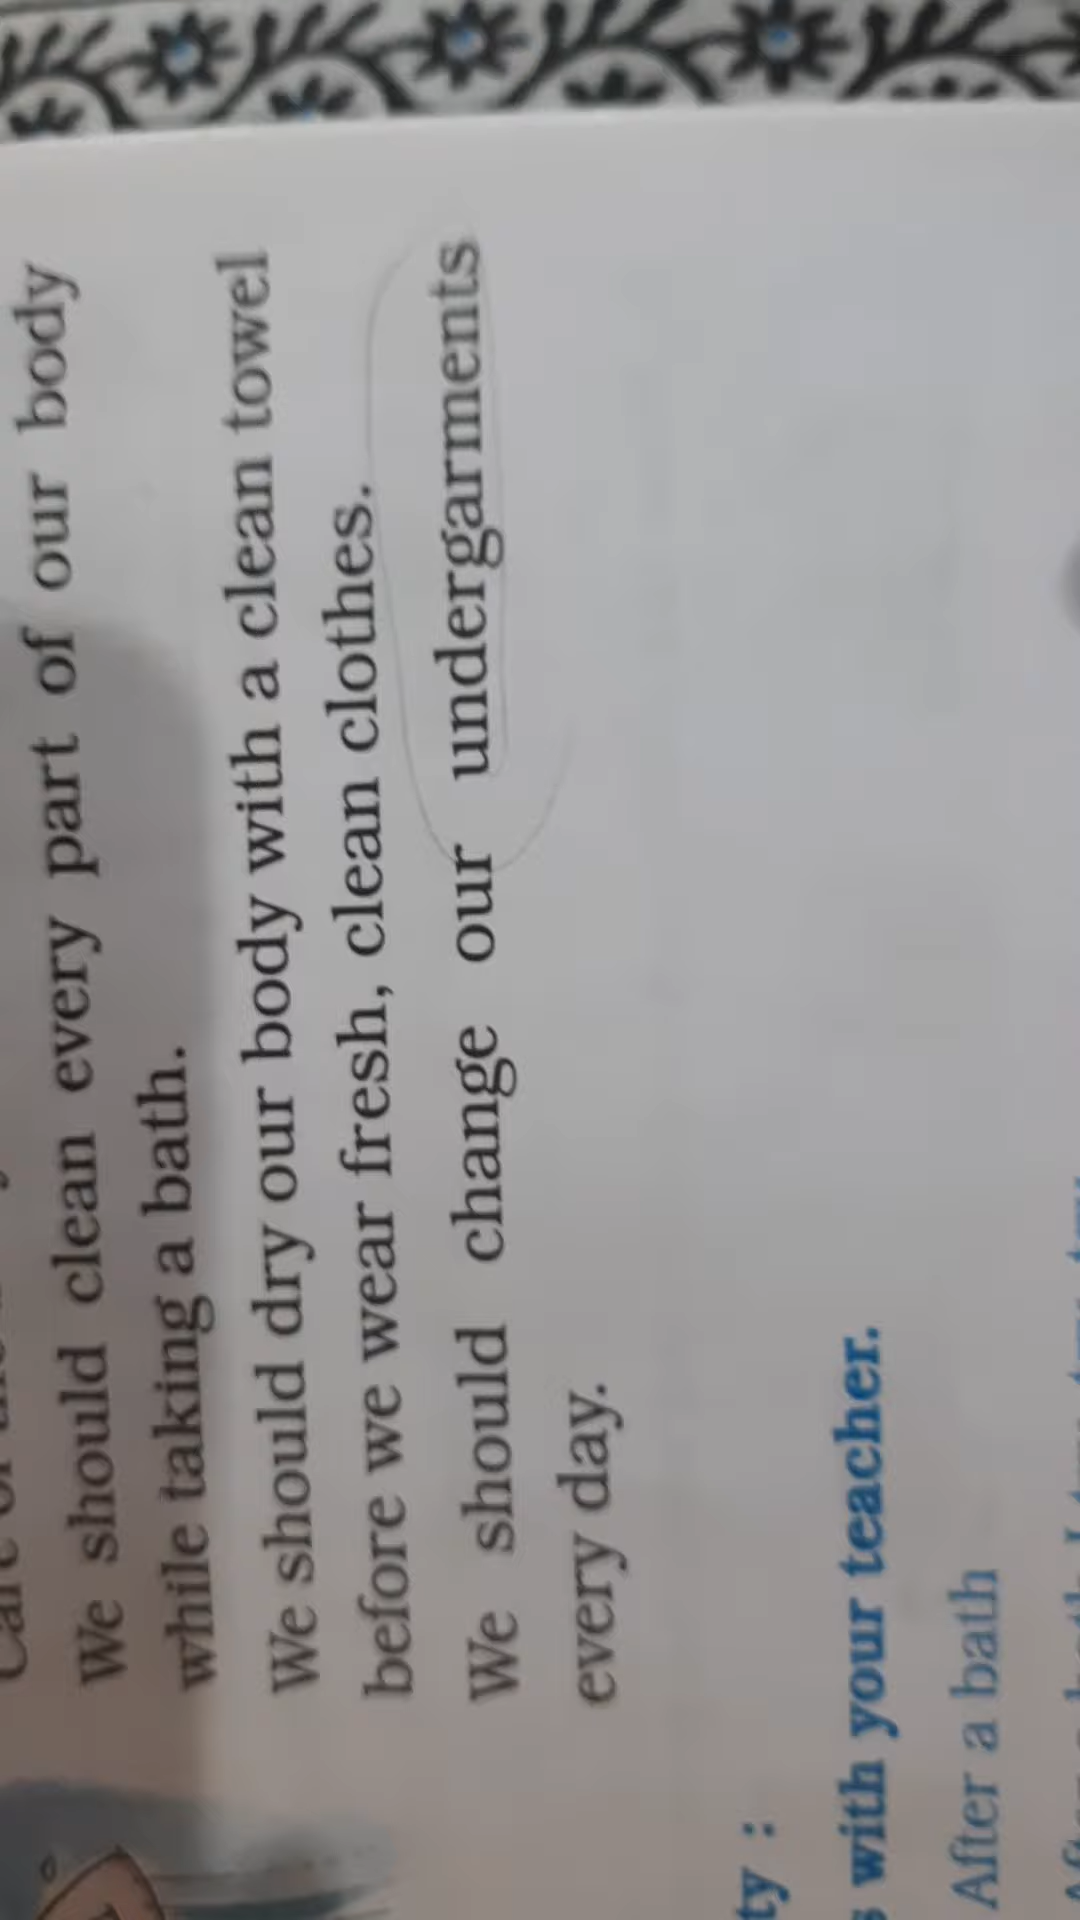 We should clean every part of our body
while taking a bath.
We should dry our body with a clean towel
before we wear fresh, clean clothes.
We should change our undergarments
every day.
ty :
s with your teacher.
After a bath